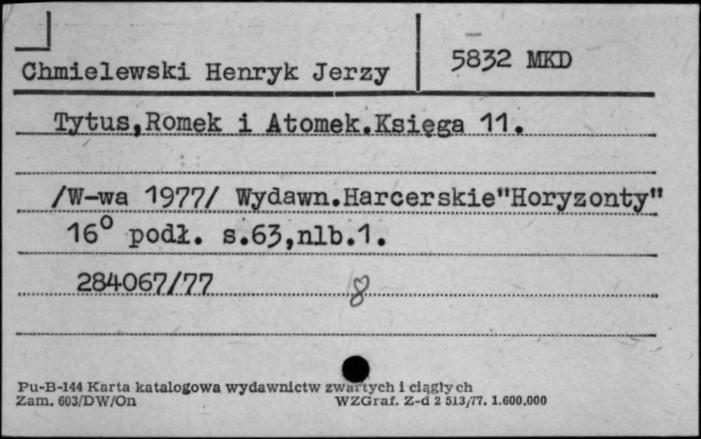 Chmielewski Henryk Jerzy
5832 MKD
Tytus,Romek i Atomek.Księga 11.
/W-wa 1977/ Wydawn.Harcerskie"Horyzonty"
16° podł. s.63,nlb.1.
284067/77
8
Pu-B-144 Karta katalogowa wydawnictw zwartych i ciągłych
Zam. 603/DW/On
WZGraf. Z-d 2 513/77. 1.600.000